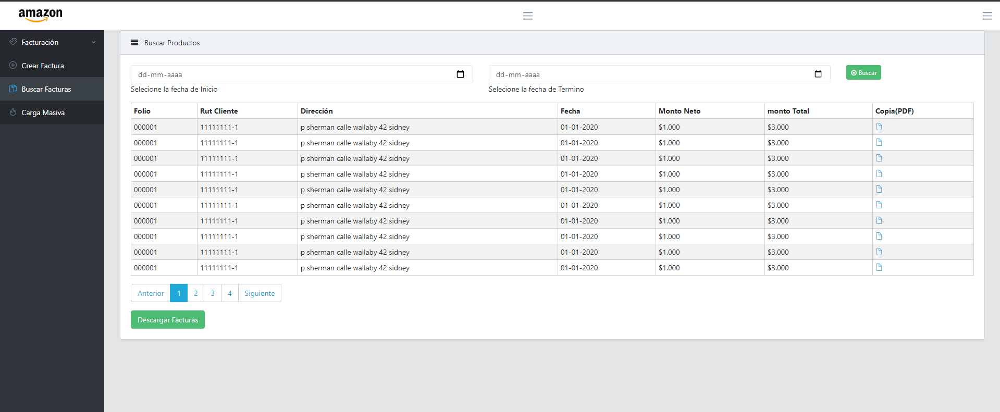 amazon
Facturación
Crear Factura
Buscar Facturas
Carga Masiva
Buscar Productos
dd-mm-aaaa dd-mm-aaaa Buscar
Selecione la fecha de Inicio Selecione la fecha de Termino
Folio Rut Cliente Dirección Fecha Monto Neto monto Total Copia(PDF)
000001 11111111-1 p sherman calle wallaby 42 sidney 01-01-2020 $1.000 $3.000
000001 11111111-1 p sherman calle wallaby 42 sidney 01-01-2020 $1.000 $3.000
000001 11111111-1 p sherman calle wallaby 42 sidney 01-01-2020 $1.000 $3.000
000001 11111111-1 p sherman calle wallaby 42 sidney 01-01-2020 $1.000 $3.000
000001 11111111-1 p sherman calle wallaby 42 sidney 01-01-2020 $1.000 $3.000
000001 11111111-1 p sherman calle wallaby 42 sidney 01-01-2020 $1.000 $3.000
000001 11111111-1 p sherman calle wallaby 42 sidney 01-01-2020 $1.000 $3.000
000001 11111111-1 p sherman calle wallaby 42 sidney 01-01-2020 $1.000 $3.000
000001 11111111-1 p sherman calle wallaby 42 sidney 01-01-2020 $1.000 $3.000
000001 11111111-1 p sherman calle wallaby 42 sidney 01-01-2020 $1.000 $3.000
Anterior 1 2 3 4 Siguiente
Descargar Facturas